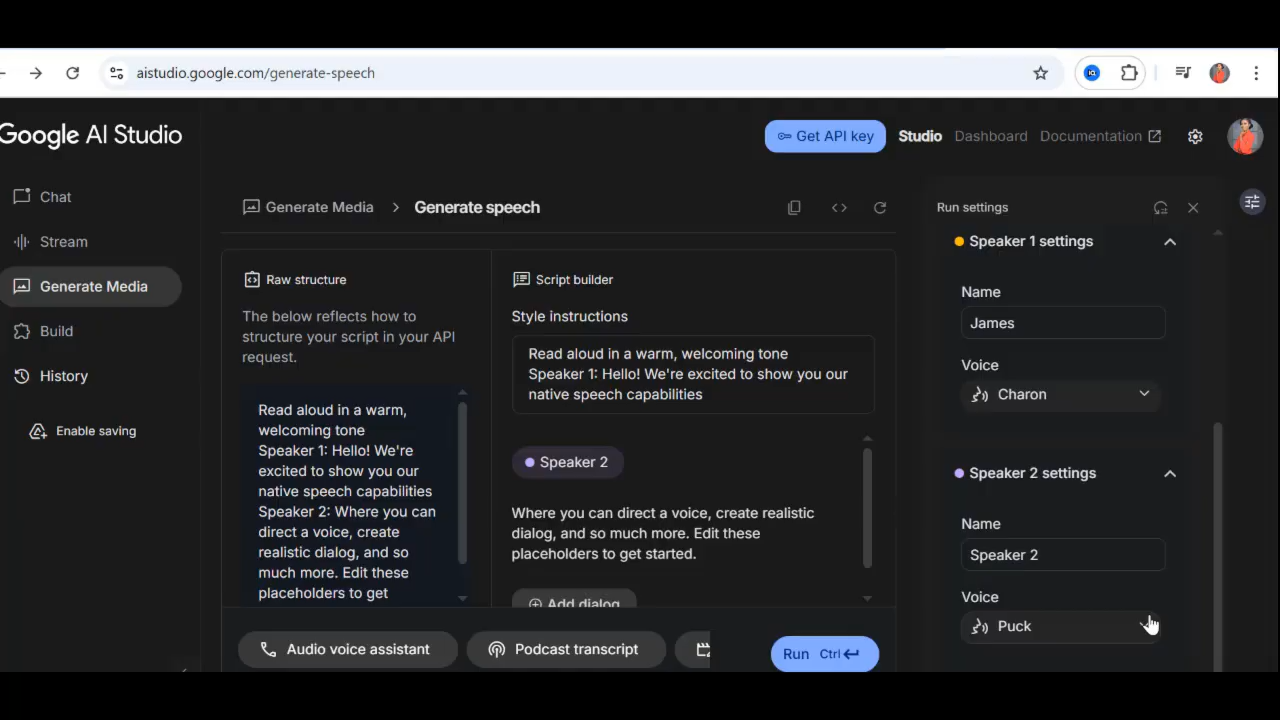 aistudio.google.com/generate-speech
Google AI Studio
Get API key
Studio
Dashboard
Documentation
Chat
Stream
Generate Media
Build
History
Enable saving
Generate Media > Generate speech
Raw structure
The below reflects how to
structure your script in your API
request.
Read aloud in a warm,
welcoming tone
Speaker 1: Hello! We're
excited to show you our
native speech capabilities
Speaker 2: Where you can
direct a voice, create
realistic dialog, and so
much more. Edit these
placeholders to get
Script builder
Style instructions
Read aloud in a warm, welcoming tone
Speaker 1: Hello! We're excited to show you our
native speech capabilities
Speaker 2
Where you can direct a voice, create realistic
dialog, and so much more. Edit these
placeholders to get started.
Add dialog
Audio voice assistant
Podcast transcript
Run Ctrl
Run settings
Speaker 1 settings
Name
James
Voice
Charon
Speaker 2 settings
Name
Speaker 2
Voice
Puck